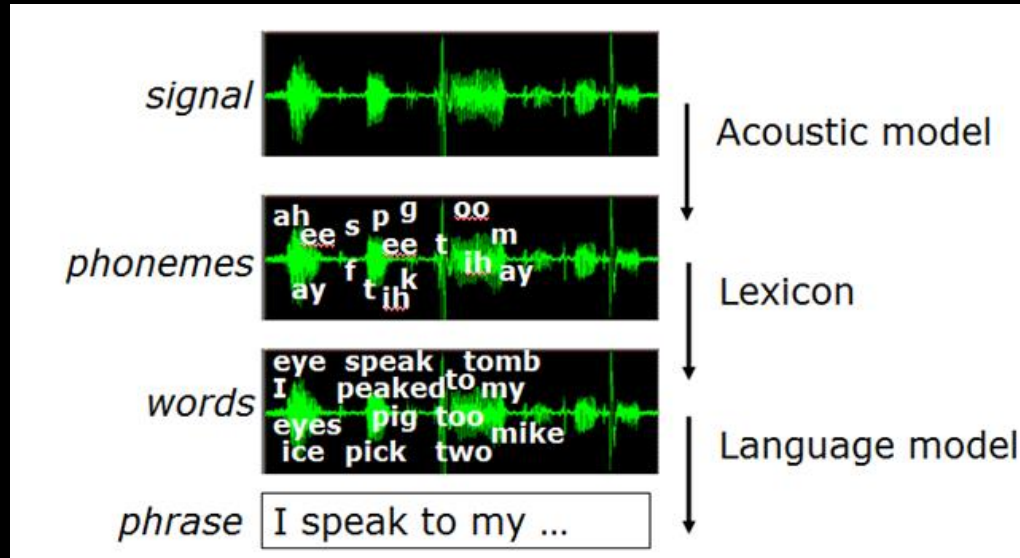 signal
Acoustic model
ah ee s p g oo
ee t m
phonemes
f k ih ay
ay t ih
Lexicon
eye speak tomb
I peaked to my
words
eyes pig too mike
ice pick two
Language model
phrase
I speak to my ...